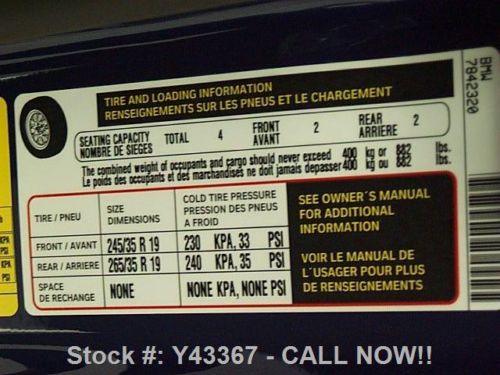 TIRE AND LOADING INFORMATION
RENSEIGNEMENTS SUR LES PNEUS ET LE CHARGEMENT
BMW
7842320
SEATING CAPACITY TOTAL 4 FRONT 2 REAR 2
NOMBRE DE SIEGES AVANT ARRIERE
The combined weight of occupants and cargo should never exceed 400 kg or 882 lbs.
Le poids des occupants et des marchandises ne doit jamais depasser 400 kg ou 882 lbs.
TIRE / PNEU SIZE COLD TIRE PRESSURE
DIMENSIONS PRESSION DES PNEUS
A FROID
FRONT / AVANT 245/35 R 19 230 KPA, 33 PSI
REAR / ARRIERE 265/35 R 19 240 KPA, 35 PSI
SPACE NONE NONE KPA, NONE PSI
DE RECHANGE
SEE OWNER´S MANUAL
FOR ADDITIONAL
INFORMATION
VOIR LE MANUAL DE
L´USAGER POUR PLUS
DE RENSEIGNEMENTS
Stock #: Y43367 - CALL NOW!!